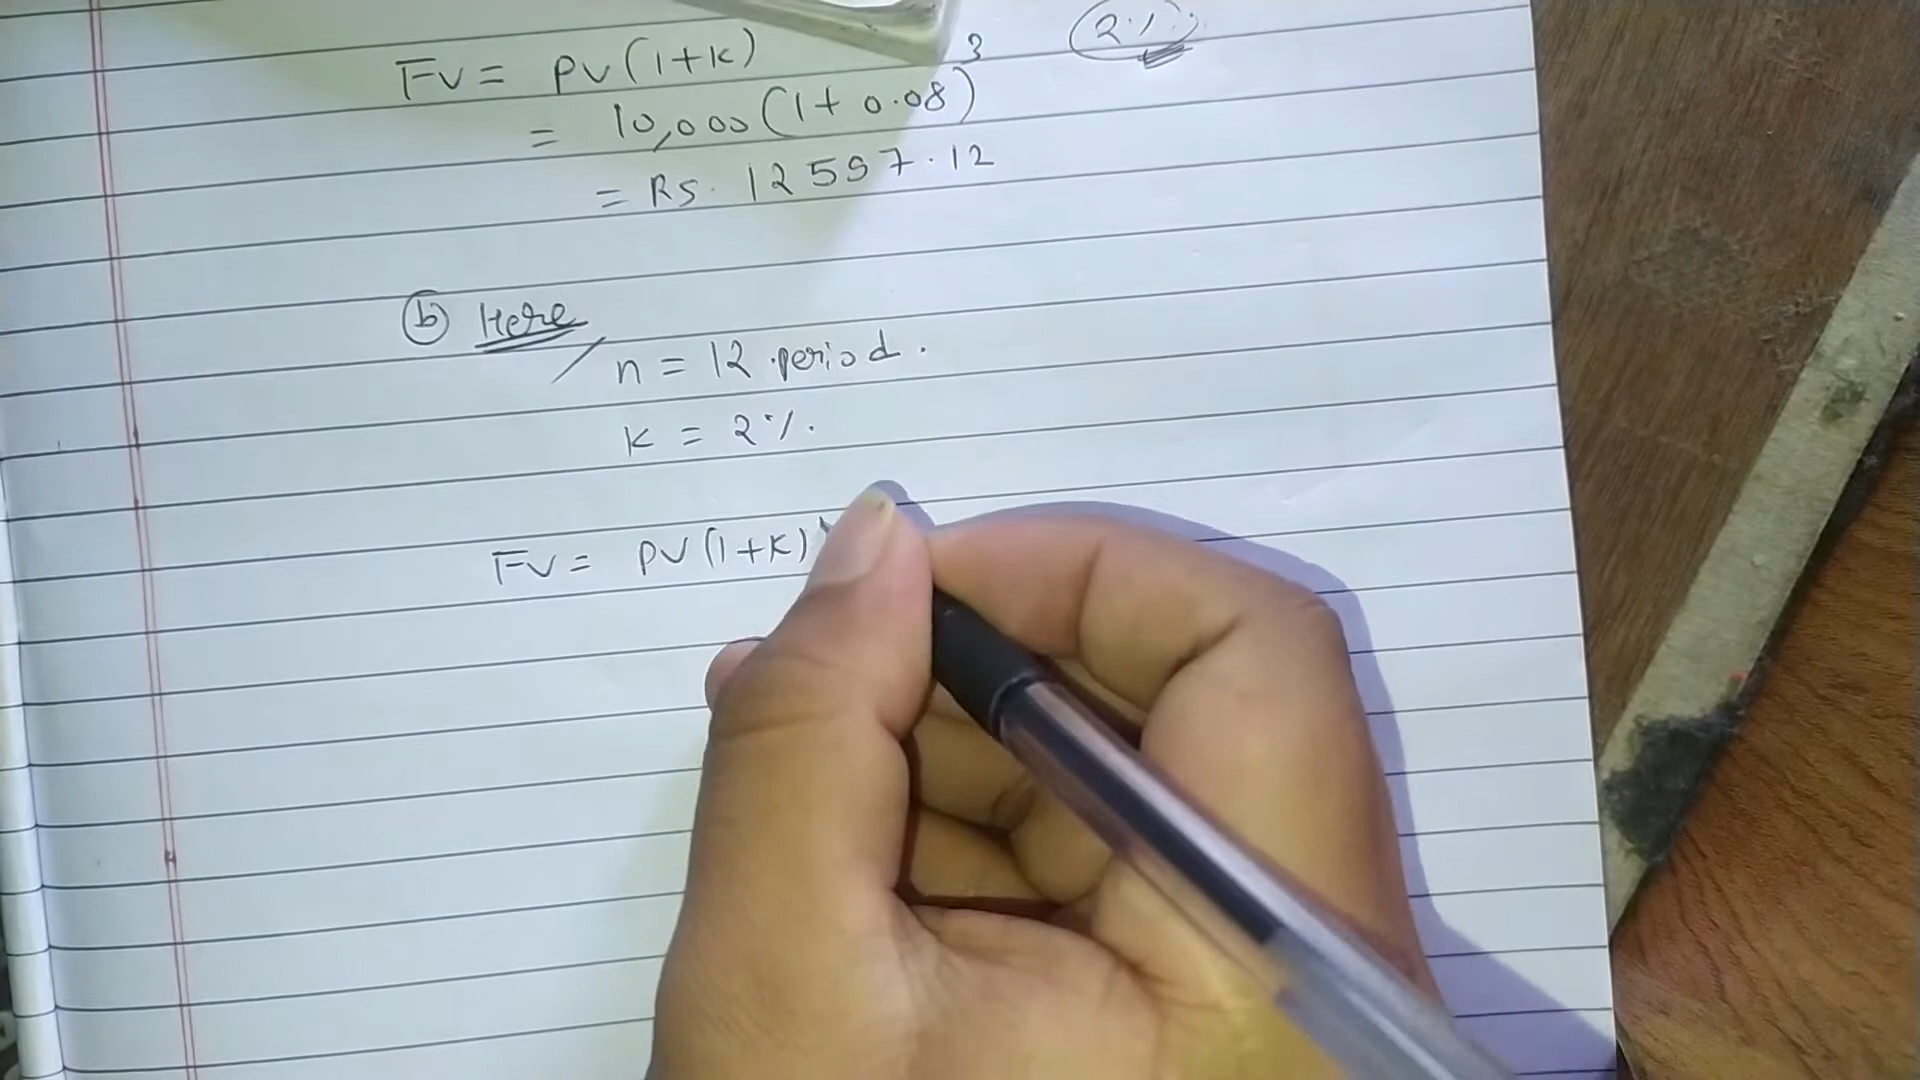 2%
FV = PV(1+K)
= 10,000(1+0.08)³
= RS. 12597.12
(b) Here
n = 12 period.
K = 2%.
FV = PV(1+K)